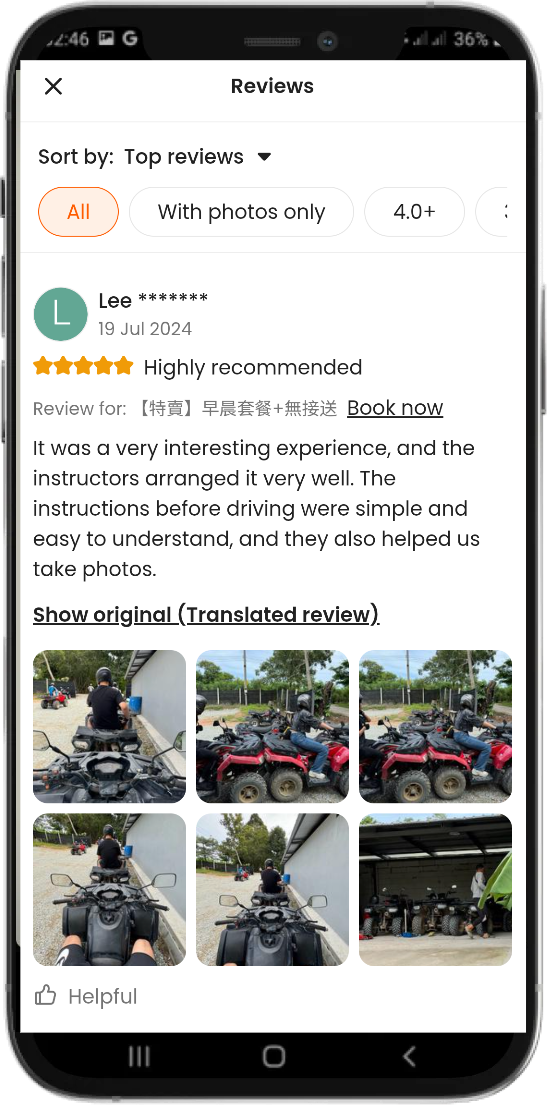 2:46 G 36%
Reviews
Sort by: Top reviews
All With photos only 4.0+
Lee *******
19 Jul 2024
Highly recommended
Review for: 【特賣】早晨套餐+無接送 Book now
It was a very interesting experience, and the
instructors arranged it very well. The
instructions before driving were simple and
easy to understand, and they also helped us
take photos.
Show original (Translated review)
L
Helpful